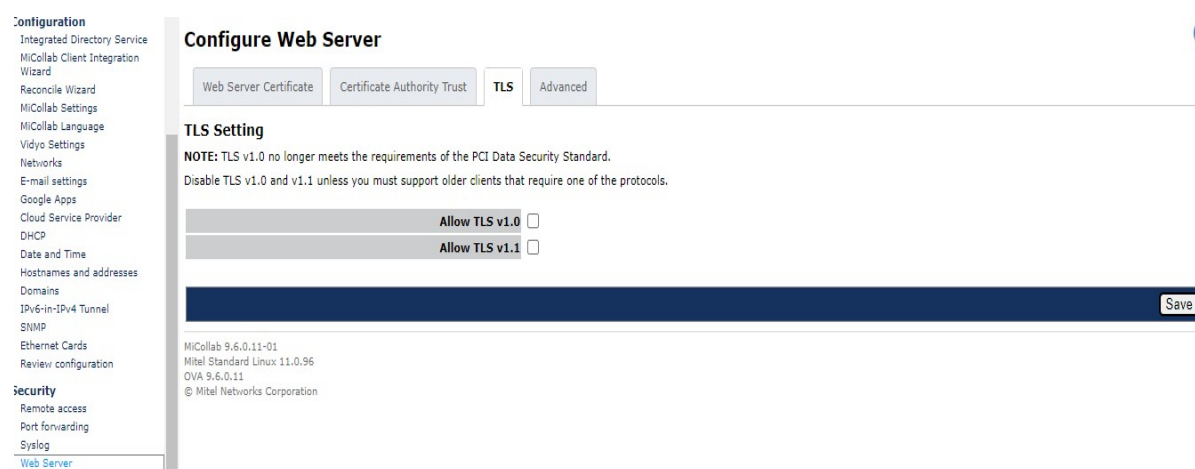 Configuration
Integrated Directory Service
MiCollab Client Integration
Wizard
Reconcile Wizard
MiCollab Settings
MiCollab Language
Vidyo Settings
Networks
E-mail settings
Google Apps
Cloud Service Provider
DHCP
Date and Time
Hostnames and addresses
Domains
IPv6-in-IPv4 Tunnel
SNMP
Ethernet Cards
Review configuration
Security
Remote access
Port forwarding
Syslog
Web Server
Configure Web Server
Web Server Certificate
Certificate Authority Trust
TLS
Advanced
TLS Setting
NOTE: TLS v1.0 no longer meets the requirements of the PCI Data Security Standard.
Disable TLS v1.0 and v1.1 unless you must support older clients that require one of the protocols.
Allow TLS v1.0
Allow TLS v1.1
Save
MiCollab 9.6.0.11-01
Mitel Standard Linux 11.0.96
OVA 9.6.0.11
© Mitel Networks Corporation